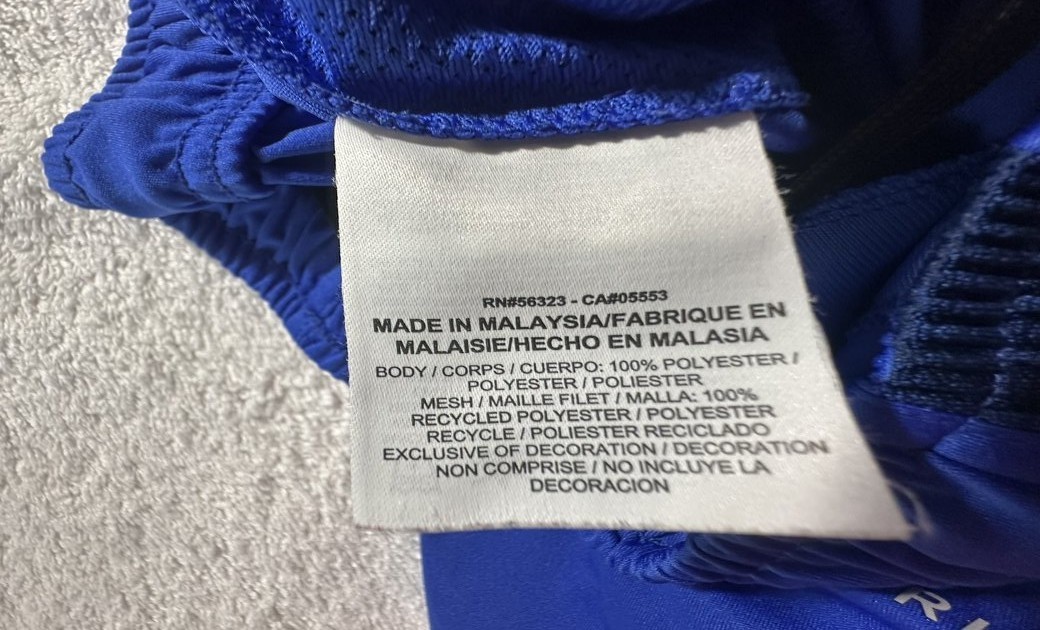 RN#56323 - CA#05553
MADE IN MALAYSIA/FABRIQUE EN
MALAISIE/HECHO EN MALASIA
BODY / CORPS / CUERPO: 100% POLYESTER /
POLYESTER / POLIESTER
MESH / MAILLE FILET / MALLA: 100%
RECYCLED POLYESTER / POLYESTER
RECYCLE / POLIESTER RECICLADO
EXCLUSIVE OF DECORATION / DECORATION
NON COMPRISE / NO INCLUYE LA
DECORACION